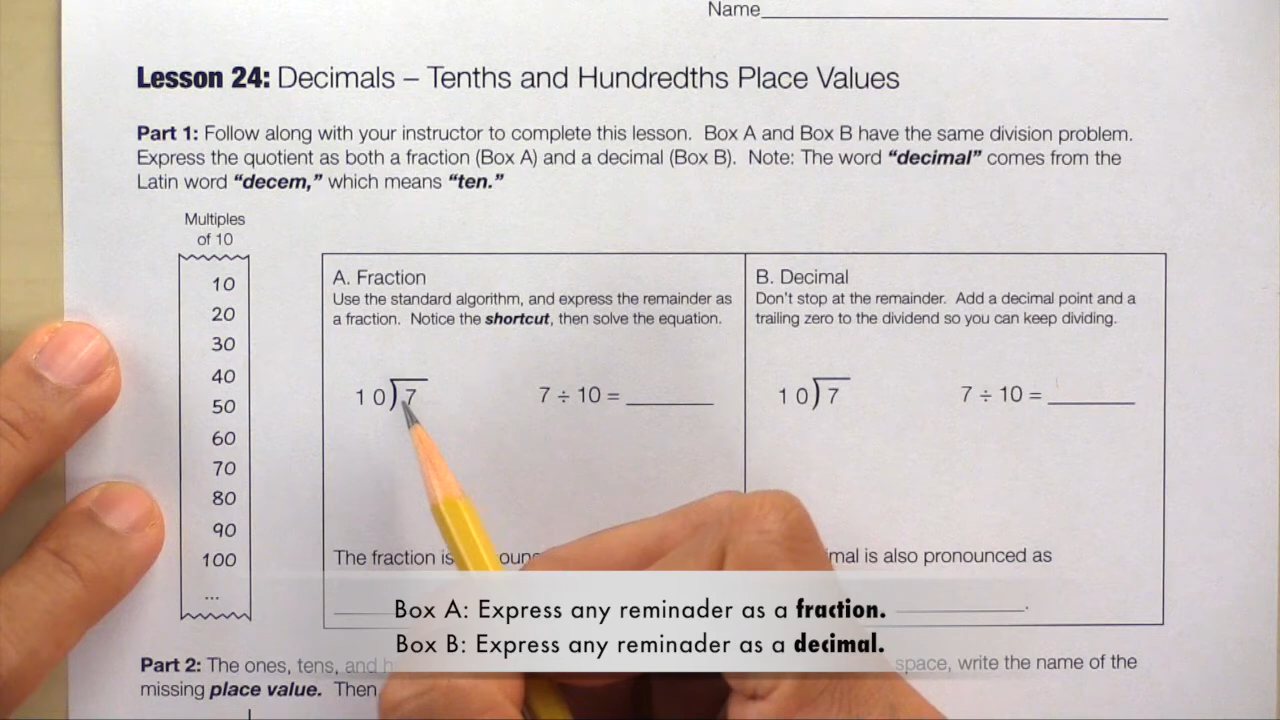 Name
Lesson 24: Decimals – Tenths and Hundredths Place Values
Part 1: Follow along with your instructor to complete this lesson. Box A and Box B have the same division problem.
Express the quotient as both a fraction (Box A) and a decimal (Box B). Note: The word “decimal” comes from the
Latin word “decem,” which means “ten.”
Multiples
of 10
10
20
30
40
50
60
70
80
90
100
...
A. Fraction
Use the standard algorithm, and express the remainder as
a fraction. Notice the shortcut, then solve the equation.
10)7
7 ÷ 10 =
The fraction is
B. Decimal
Don't stop at the remainder. Add a decimal point and a
trailing zero to the dividend so you can keep dividing.
10)7
7 ÷ 10 =
is also pronounced as
Box A: Express any reminader as a fraction.
Box B: Express any reminader as a decimal.
Part 2: The ones, tens, and space, write the name of the
missing place value. Then